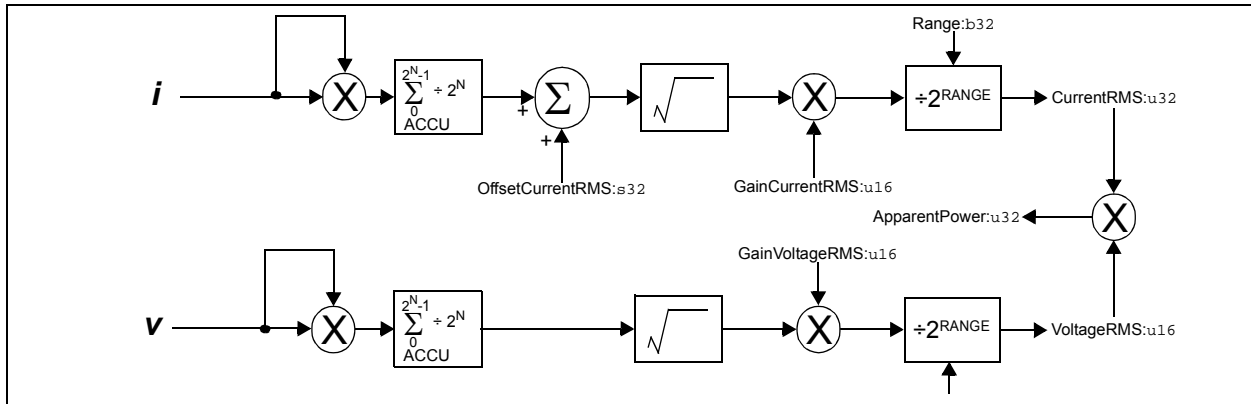 Range:b32
i
X
2^N-1
∑ ÷ 2^N
0
ACCU
+
Σ
+
√
X
÷2^RANGE
CurrentRMS:u32
OffsetCurrentRMS:s32
GainCurrentRMS:u16
ApparentPower:u32
X
GainVoltageRMS:u16
v
X
2^N-1
∑ ÷ 2^N
0
ACCU
√
X
÷2^RANGE
VoltageRMS:u16